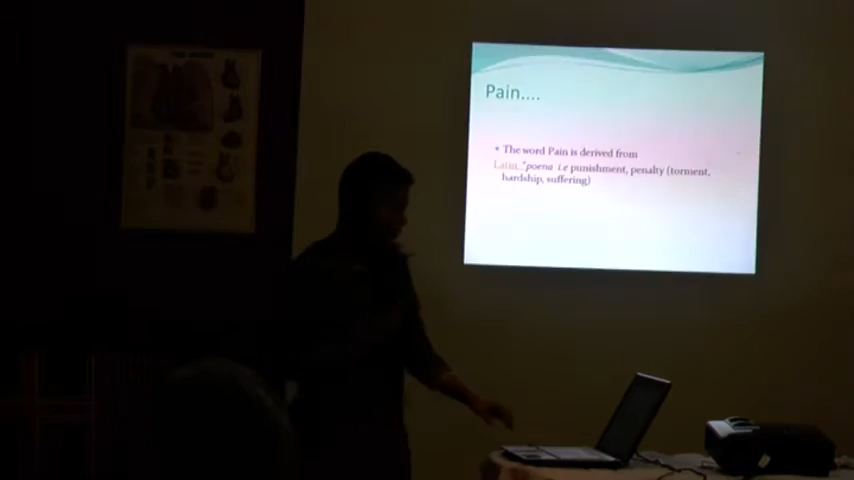 Pain....
• The word Pain is derived from
Latin "poena i.e punishment, penalty (torment,
hardship, suffering)